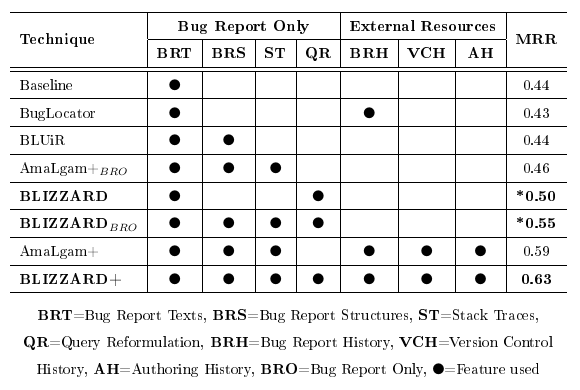 Technique Bug Report Only External Resources MRR
BRT BRS ST QR BRH VCH AH
Baseline ● 0.44
BugLocator ● ● 0.43
BLUiR ● ● 0.44
AmaLgam+BRO ● ● ● 0.46
BLIZZARD ● ● *0.50
BLIZZARDBRO ● ● ● ● *0.55
AmaLgam+ ● ● ● ● ● ● 0.59
BLIZZARD+ ● ● ● ● ● ● ● 0.63
BRT=Bug Report Texts, BRS=Bug Report Structures, ST=Stack Traces,
QR=Query Reformulation, BRH=Bug Report History, VCH=Version Control
History, AH=Authoring History, BRO=Bug Report Only, ●=Feature used